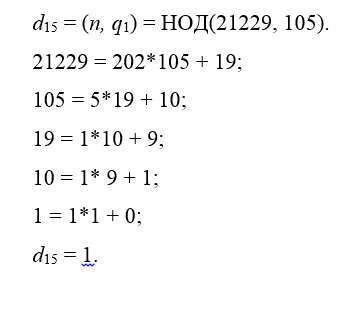 d15 = (n, q1) = НОД(21229, 105).
21229 = 202*105 + 19;
105 = 5*19 + 10;
19 = 1*10 + 9;
10 = 1* 9 + 1;
1 = 1*1 + 0;
d15 = 1.